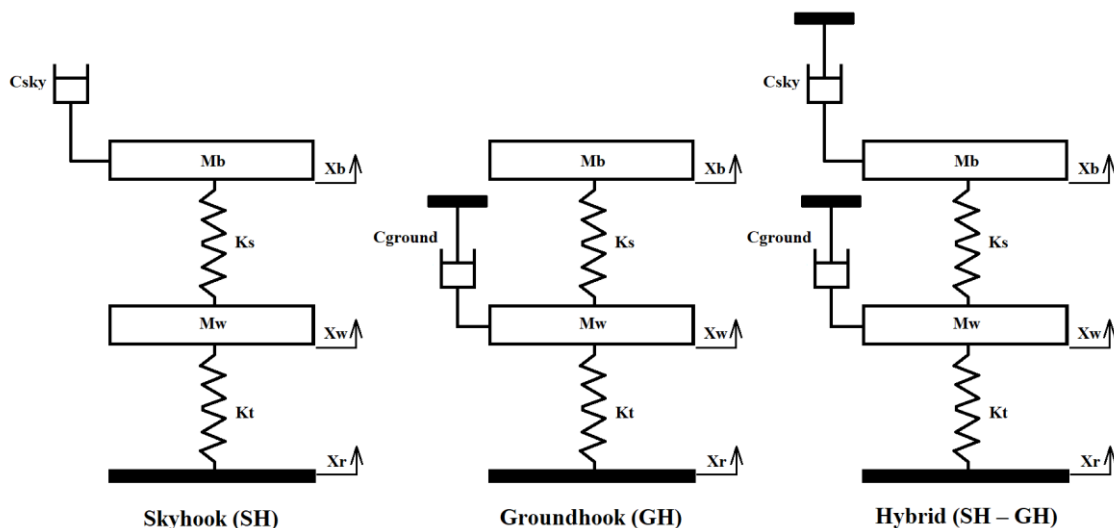 Csky
Mb
Xb
Ks
Mw
Xw
Kt
Xr
Skyhook (SH)
Mb
Xb
Cground
Ks
Mw
Xw
Kt
Xr
Groundhook (GH)
Csky
Mb
Xb
Cground
Ks
Mw
Xw
Kt
Xr
Hybrid (SH – GH)